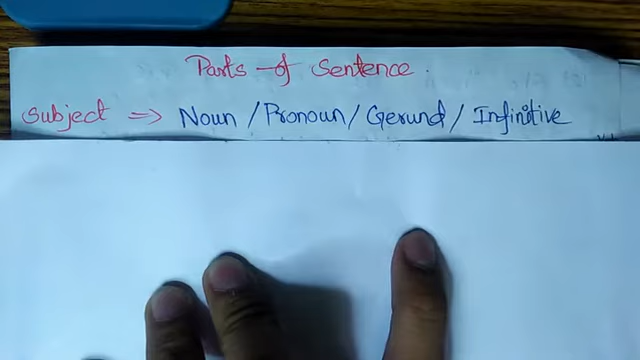 Parts of Sentence.
Subject ⇒ Noun / Pronoun / Gerund / Infinitive